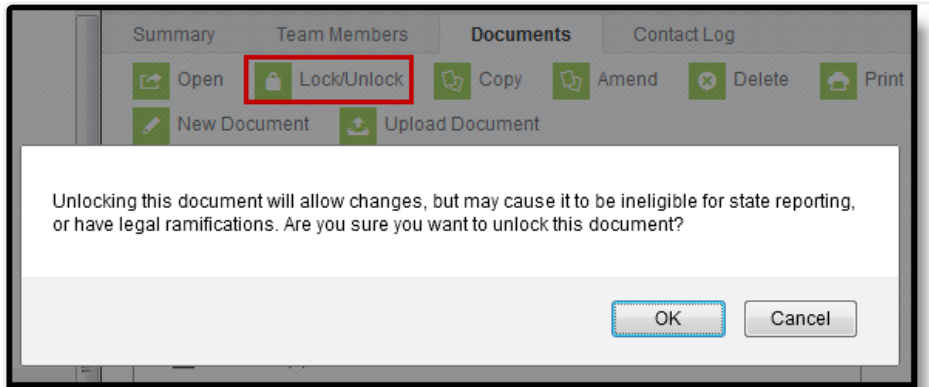 Summary Team Members Documents Contact Log
Open Lock/Unlock Copy Amend Delete Print
New Document Upload Document
Unlocking this document will allow changes, but may cause it to be ineligible for state reporting,
or have legal ramifications. Are you sure you want to unlock this document?
OK Cancel